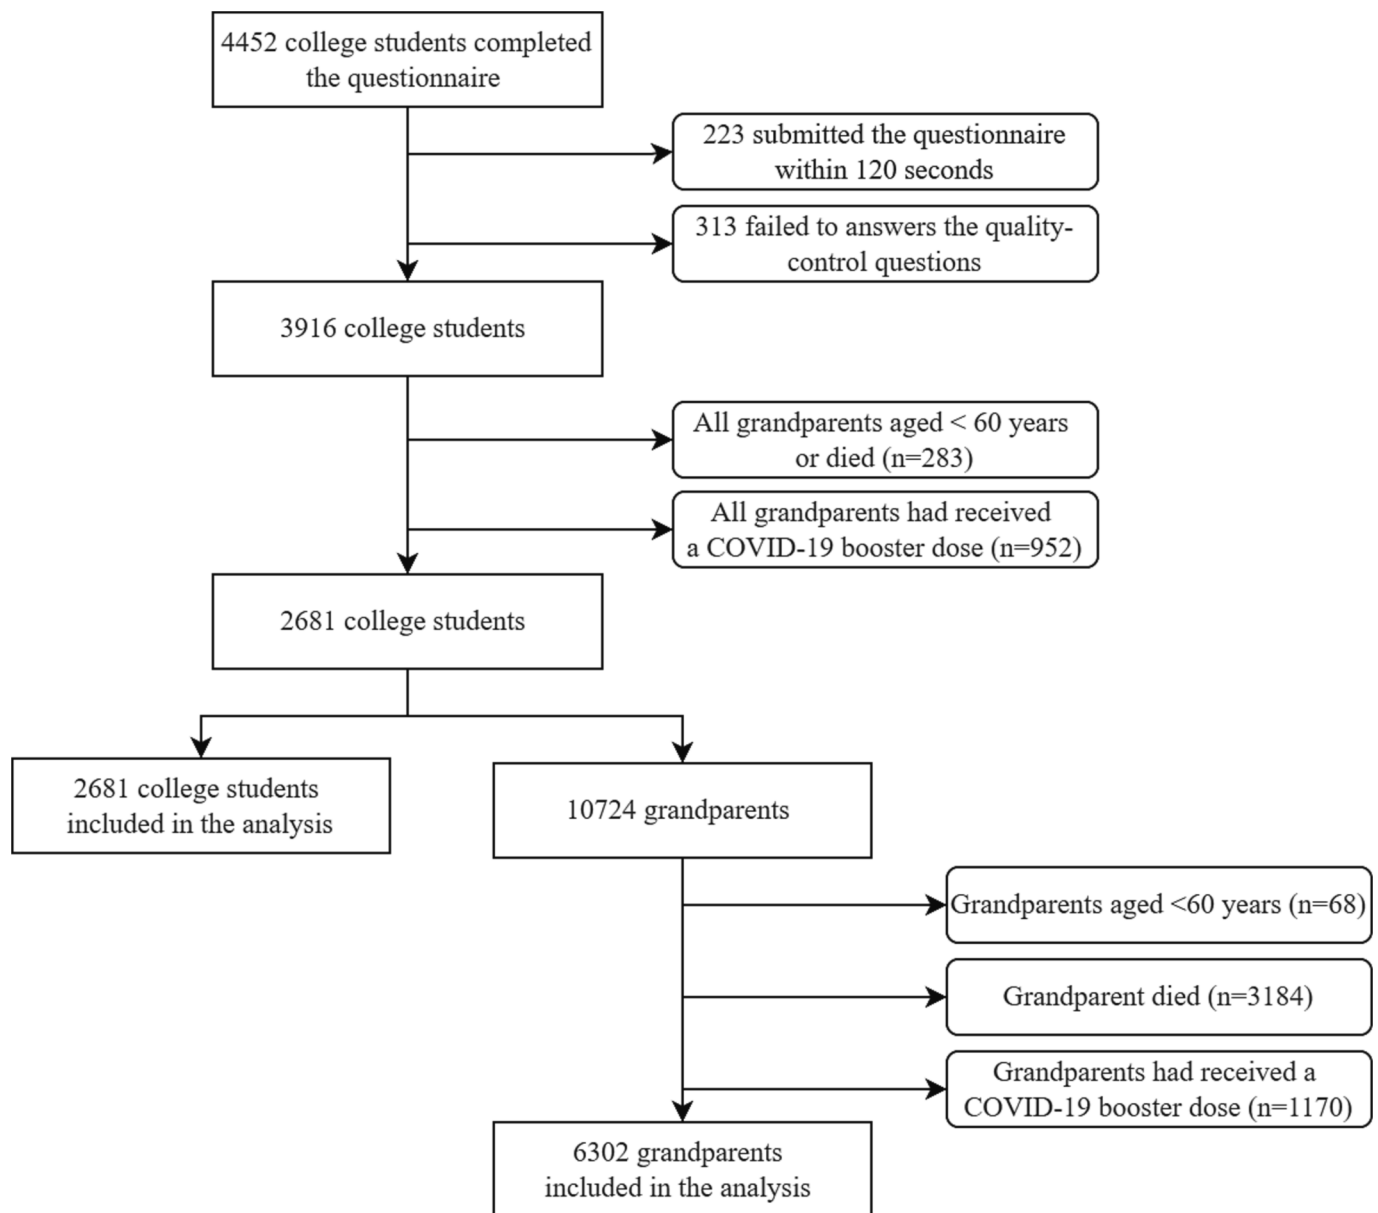 4452 college students completed
the questionnaire
223 submitted the questionnaire
within 120 seconds
313 failed to answers the quality-
control questions
3916 college students
All grandparents aged < 60 years
or died (n=283)
All grandparents had received
a COVID-19 booster dose (n=952)
2681 college students
2681 college students
included in the analysis
10724 grandparents
Grandparents aged <60 years (n=68)
Grandparent died (n=3184)
Grandparents had received a
COVID-19 booster dose (n=1170)
6302 grandparents
included in the analysis